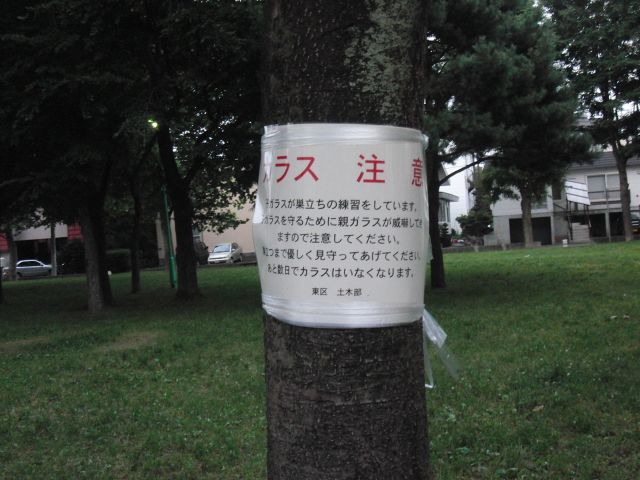 カラス 注意
子ガラスが巣立ちの練習をしています。
子ガラスを守るために親ガラスが威嚇してき
ますので注意してください。
巣立つまで優しく見守ってあげてください。
あと数日でカラスはいなくなります。
東区 土木部